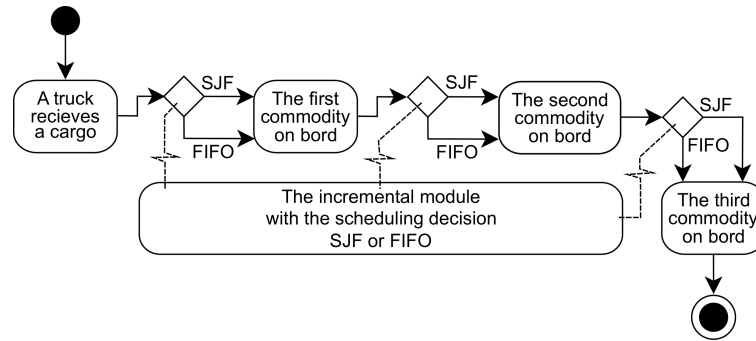 A truck
recieves
a cargo
SJF
FIFO
The first
commodity
on bord
SJF
FIFO
The second
commodity
on bord
SJF
FIFO
The third
commodity
on bord
The incremental module
with the scheduling decision
SJF or FIFO